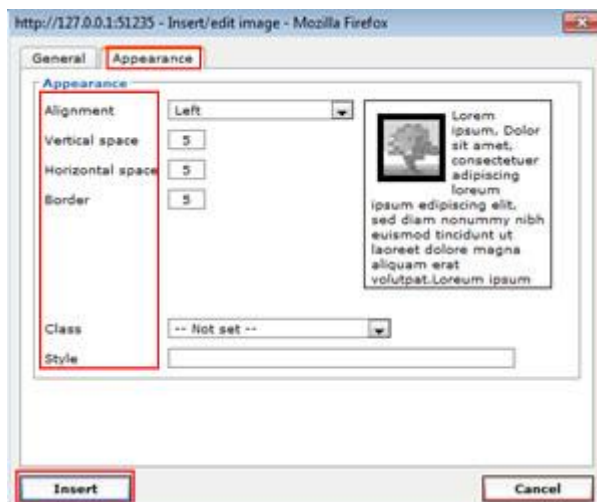 http://127.0.0.1:51235 - Insert/edit image - Mozilla Firefox
General Appearance
Appearance
Alignment Left
Vertical space 5
Horizontal space 5
Border 5
Lorem
ipsum, Dolor
sit amet,
consectetuer
adipiscing
loreum
ipsum edipiscing elit,
sed diam nonummy nibh
euismod tincidunt ut
laoreet dolore magna
aliquam erat
volutpat.Loreum ipsum
Class -- Not set --
Style
Insert Cancel